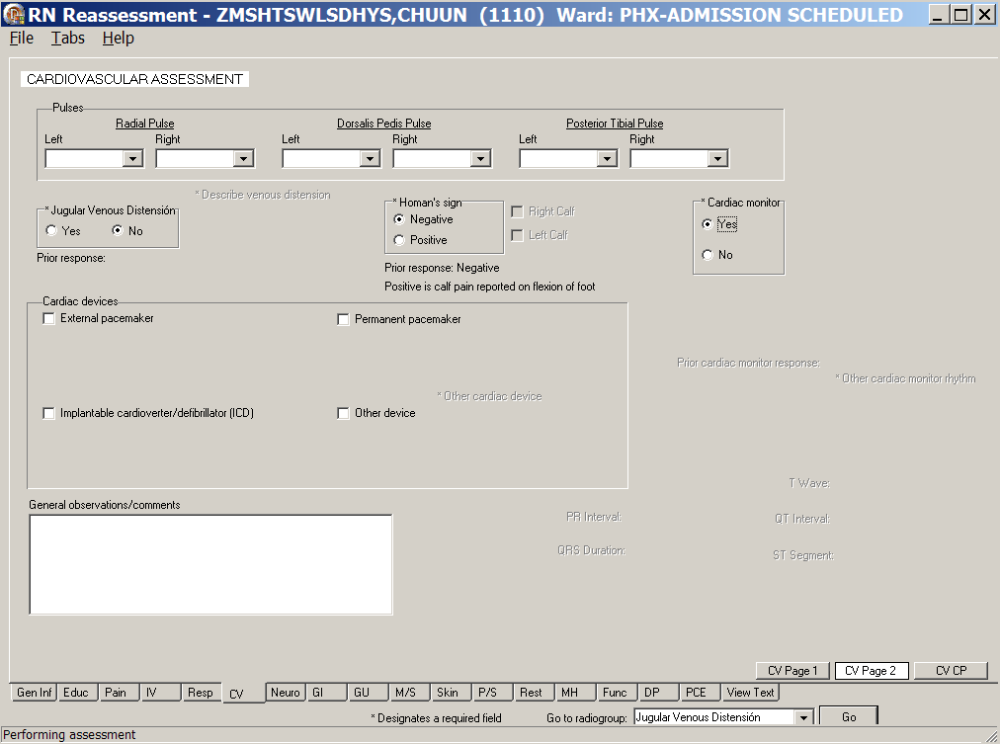 RN Reassessment - ZMSHTSWLSDHYS,CHUUN (1110) Ward: PHX-ADMISSION SCHEDULED
File Tabs Help
CARDIOVASCULAR ASSESSMENT
Pulses
Radial Pulse Dorsalis Pedis Pulse Posterior Tibial Pulse
Left Right Left Right Left Right
* Describe venous distension
* Jugular Venous Distensión * Homan's sign * Cardiac monitor
Yes No Negative Right Calf Yes
Positive Left Calf No
Prior response: Prior response: Negative
Positive is calf pain reported on flexion of foot
Cardiac devices
External pacemaker Permanent pacemaker
Prior cardiac monitor response:
* Other cardiac monitor rhythm
* Other cardiac device
Implantable cardioverter/defibrillator (ICD) Other device
T Wave:
General observations/comments
PR Interval: QT Interval:
QRS Duration: ST Segment:
CV Page 1 CV Page 2 CV CP
Gen Inf Educ Pain IV Resp CV Neuro GI GU M/S Skin P/S Rest MH Func DP PCE View Text
* Designates a required field Go to radiogroup: Jugular Venous Distensión Go
Performing assessment